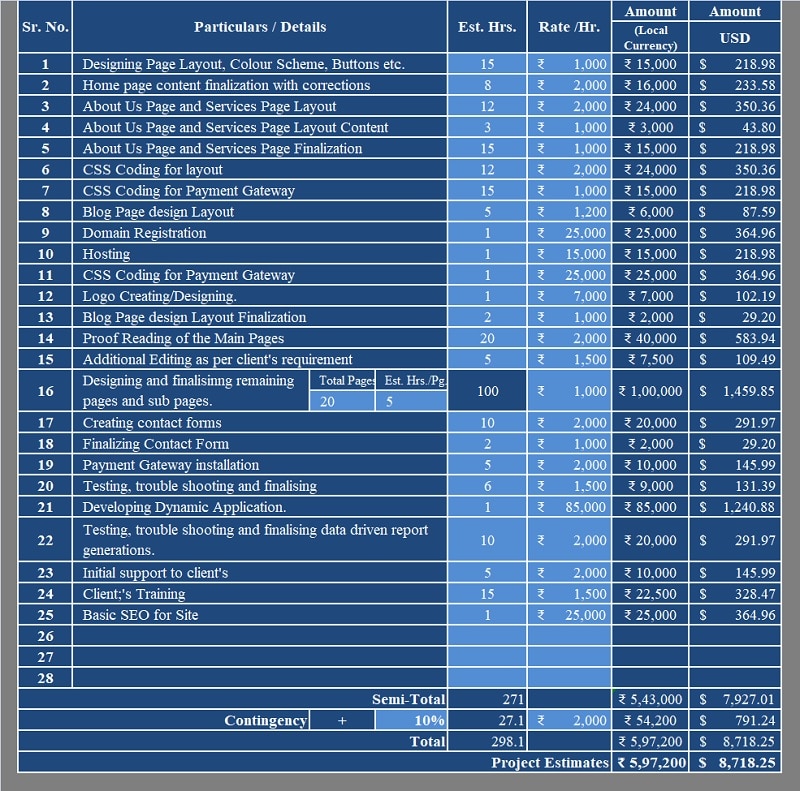 Sr. No. Particulars / Details Est. Hrs. Rate /Hr. Amount Amount
(Local Currency) USD
1 Designing Page Layout, Colour Scheme, Buttons etc. 15 ₹ 1,000 ₹ 15,000 $ 218.98
2 Home page content finalization with corrections 8 ₹ 2,000 ₹ 16,000 $ 233.58
3 About Us Page and Services Page Layout 12 ₹ 2,000 ₹ 24,000 $ 350.36
4 About Us Page and Services Page Layout Content 3 ₹ 1,000 ₹ 3,000 $ 43.80
5 About Us Page and Services Page Finalization 15 ₹ 1,000 ₹ 15,000 $ 218.98
6 CSS Coding for layout 12 ₹ 2,000 ₹ 24,000 $ 350.36
7 CSS Coding for Payment Gateway 15 ₹ 1,000 ₹ 15,000 $ 218.98
8 Blog Page design Layout 5 ₹ 1,200 ₹ 6,000 $ 87.59
9 Domain Registration 1 ₹ 25,000 ₹ 25,000 $ 364.96
10 Hosting 1 ₹ 15,000 ₹ 15,000 $ 218.98
11 CSS Coding for Payment Gateway 1 ₹ 25,000 ₹ 25,000 $ 364.96
12 Logo Creating/Designing. 1 ₹ 7,000 ₹ 7,000 $ 102.19
13 Blog Page design Layout Finalization 2 ₹ 1,000 ₹ 2,000 $ 29.20
14 Proof Reading of the Main Pages 20 ₹ 2,000 ₹ 40,000 $ 583.94
15 Additional Editing as per client's requirement 5 ₹ 1,500 ₹ 7,500 $ 109.49
16 Designing and finalisinng remaining Total Pages Est. Hrs./Pg. 100 ₹ 1,000 ₹ 1,00,000 $ 1,459.85
pages and sub pages. 20 5
17 Creating contact forms 10 ₹ 2,000 ₹ 20,000 $ 291.97
18 Finalizing Contact Form 2 ₹ 1,000 ₹ 2,000 $ 29.20
19 Payment Gateway installation 5 ₹ 2,000 ₹ 10,000 $ 145.99
20 Testing, trouble shooting and finalising 6 ₹ 1,500 ₹ 9,000 $ 131.39
21 Developing Dynamic Application. 1 ₹ 85,000 ₹ 85,000 $ 1,240.88
22 Testing, trouble shooting and finalising data driven report 10 ₹ 2,000 ₹ 20,000 $ 291.97
generations.
23 Initial support to client's 5 ₹ 2,000 ₹ 10,000 $ 145.99
24 Client;'s Training 15 ₹ 1,500 ₹ 22,500 $ 328.47
25 Basic SEO for Site 1 ₹ 25,000 ₹ 25,000 $ 364.96
26
27
28
Semi-Total 271 ₹ 5,43,000 $ 7,927.01
Contingency + 10% 27.1 ₹ 2,000 ₹ 54,200 $ 791.24
Total 298.1 ₹ 5,97,200 $ 8,718.25
Project Estimates ₹ 5,97,200 $ 8,718.25